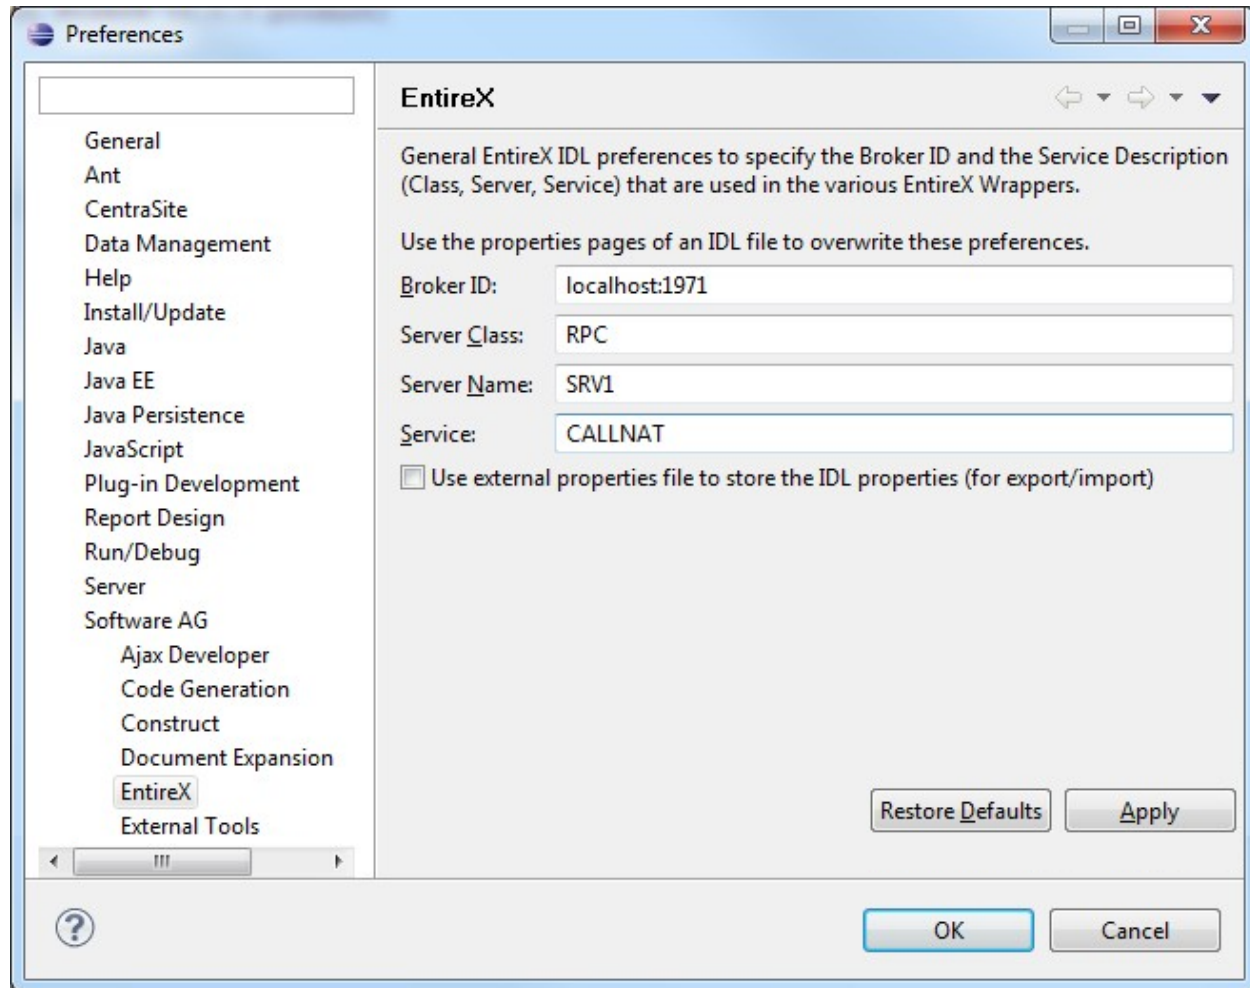 Preferences
EntireX
General
Ant
CentraSite
Data Management
Help
Install/Update
Java
Java EE
Java Persistence
JavaScript
Plug-in Development
Report Design
Run/Debug
Server
Software AG
Ajax Developer
Code Generation
Construct
Document Expansion
EntireX
External Tools
General EntireX IDL preferences to specify the Broker ID and the Service Description
(Class, Server, Service) that are used in the various EntireX Wrappers.
Use the properties pages of an IDL file to overwrite these preferences.
Broker ID: localhost:1971
Server Class: RPC
Server Name: SRV1
Service: CALLNAT
Use external properties file to store the IDL properties (for export/import)
Restore Defaults Apply
OK Cancel